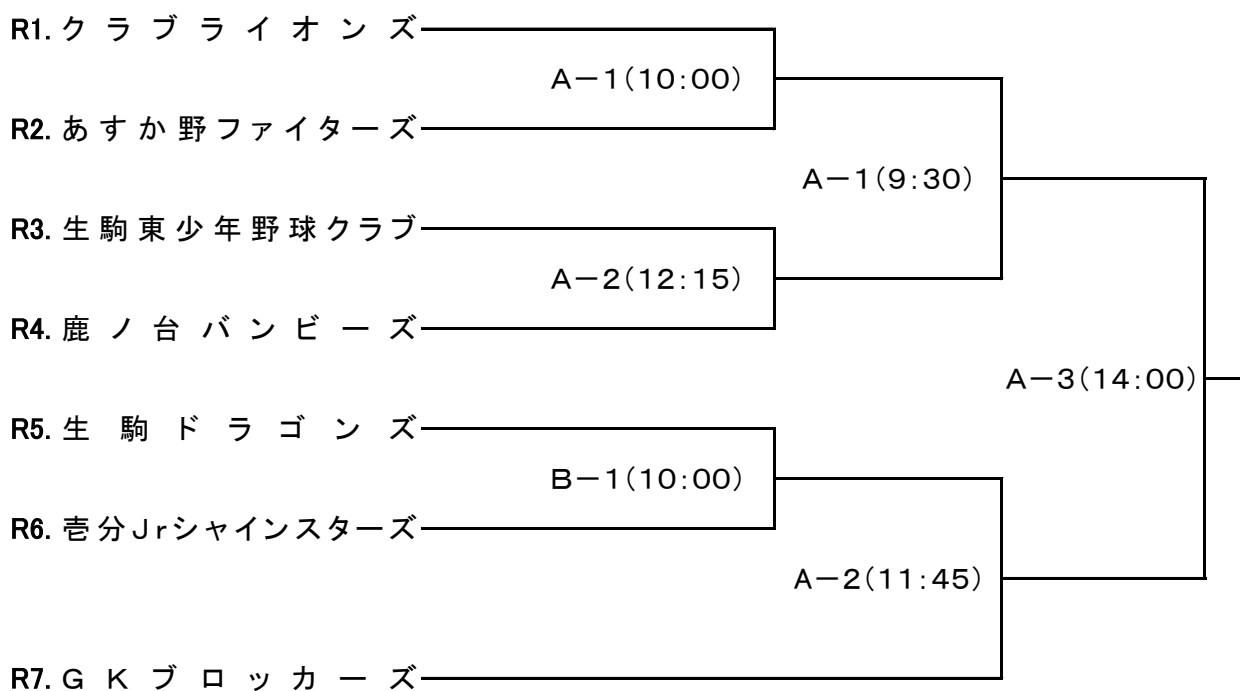 R1. クラブライオンズ
A－1(10:00)
R2. あすか野ファイターズ
A－1(9:30)
R3. 生駒東少年野球クラブ
A－2(12:15)
R4. 鹿ノ台バンビーズ
A－3(14:00)
R5. 生駒ドラゴンズ
B－1(10:00)
R6. 壱分Jrシャインスターズ
A－2(11:45)
R7. GKブロッカーズ